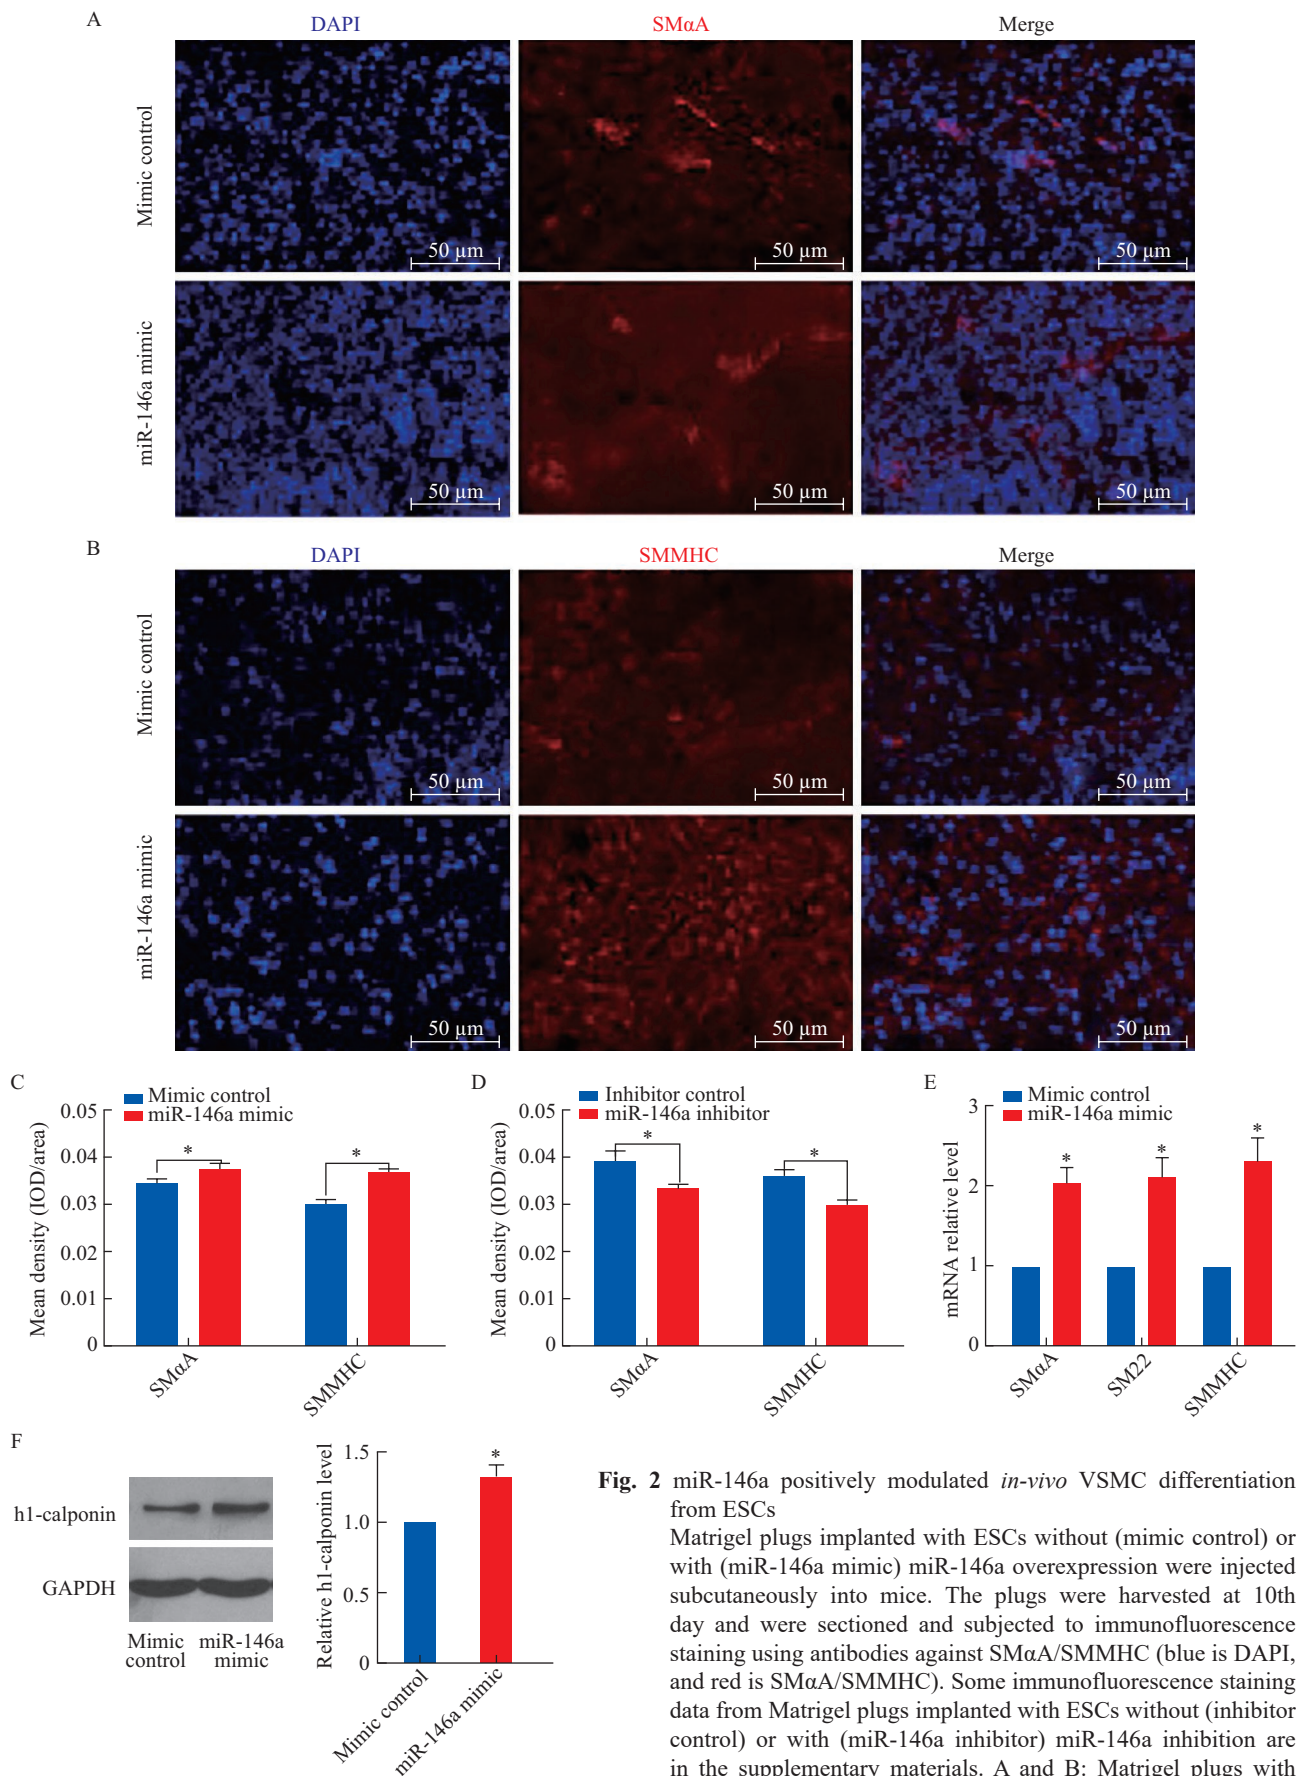 A
DAPI
SMαA
Merge
Mimic control
50 µm
50 µm
50 µm
miR-146a mimic
50 µm
50 µm
50 µm
B
DAPI
SMMHC
Merge
Mimic control
50 µm
50 µm
50 µm
miR-146a mimic
50 µm
50 µm
50 µm
C
Mimic control
miR-146a mimic
Mean density (IOD/area)
0.05
0.04
0.03
0.02
0.01
0
*
*
SMαA
SMMHC
D
Inhibitor control
miR-146a inhibitor
Mean density (IOD/area)
0.05
0.04
0.03
0.02
0.01
0
*
*
SMαA
SMMHC
E
Mimic control
miR-146a mimic
mRNA relative level
3
2
1
0
*
*
*
SMαA
SM22
SMMHC
F
h1-calponin
GAPDH
Mimic control
miR-146a mimic
Relative h1-calponin level
1.5
1.0
0.5
0
*
Mimic control
miR-146a mimic
Fig. 2 miR-146a positively modulated in-vivo VSMC differentiation
from ESCs
Matrigel plugs implanted with ESCs without (mimic control) or
with (miR-146a mimic) miR-146a overexpression were injected
subcutaneously into mice. The plugs were harvested at 10th
day and were sectioned and subjected to immunofluorescence
staining using antibodies against SMαA/SMMHC (blue is DAPI,
and red is SMαA/SMMHC). Some immunofluorescence staining
data from Matrigel plugs implanted with ESCs without (inhibitor
control) or with (miR-146a inhibitor) miR-146a inhibition are
in the supplementary materials. A and B: Matrigel plugs with